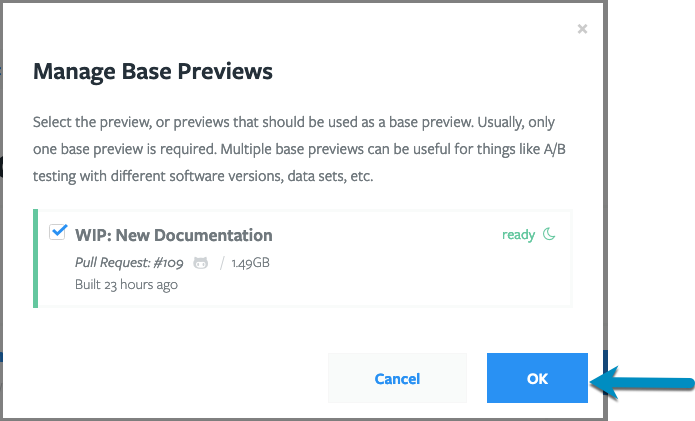 ×
Manage Base Previews
Select the preview, or previews that should be used as a base preview. Usually, only
one base preview is required. Multiple base previews can be useful for things like A/B
testing with different software versions, data sets, etc.
WIP: New Documentation ready
Pull Request: #109 / 1.49GB
Built 23 hours ago
Cancel OK